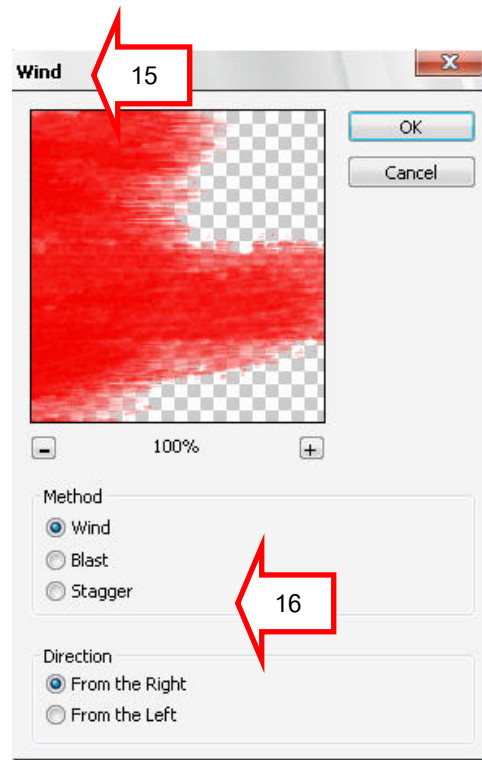 Wind
15
X
OK
Cancel
- 100% +
Method
Wind
Blast
Stagger
16
Direction
From the Right
From the Left